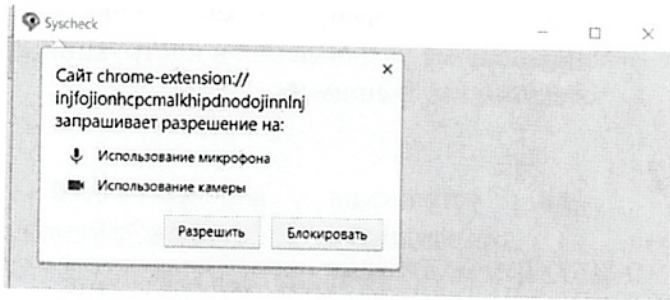 Syscheck
Сайт chrome-extension://
injfojionhcpcmalkhipdnodojinnlnj
запрашивает разрешение на:
Использование микрофона
Использование камеры
Разрешить
Блокировать